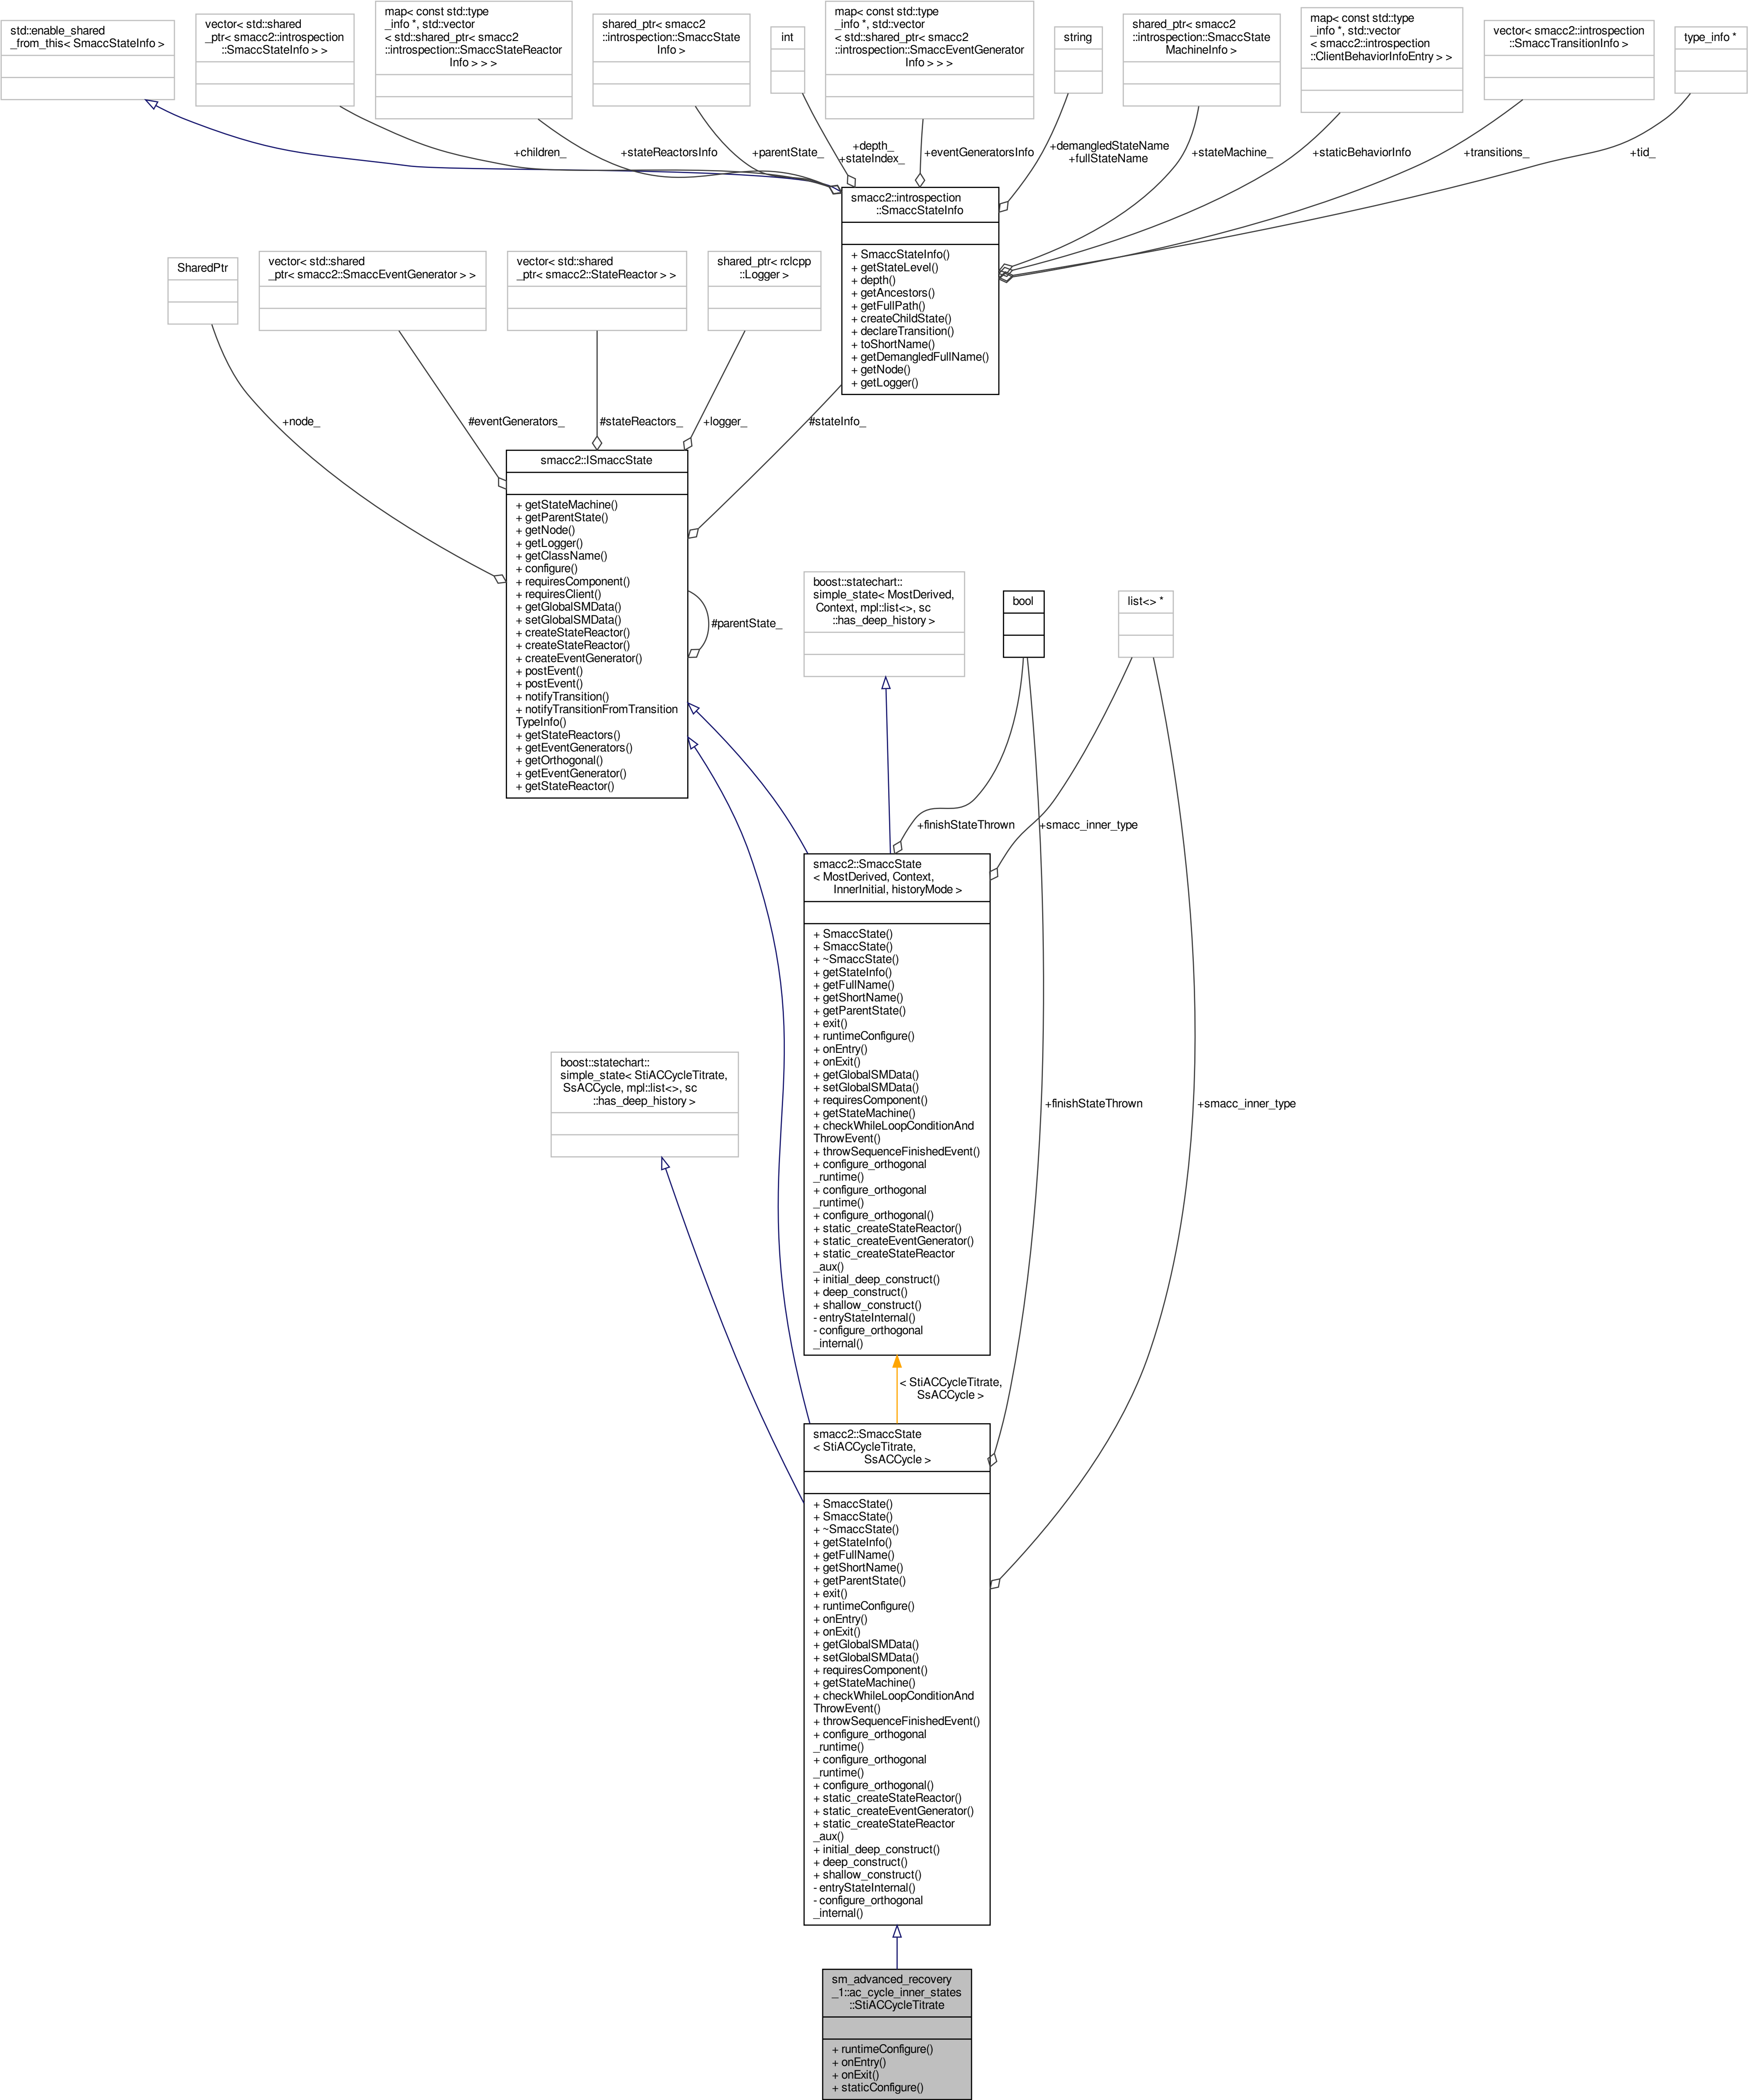 std::enable_shared
_from_this< SmaccStateInfo >
vector< std::shared
_ptr< smacc2::introspection
::SmaccStateInfo > >
map< const std::type
_info *, std::vector
< std::shared_ptr< smacc2
::introspection::SmaccStateReactor
Info > > >
shared_ptr< smacc2
::introspection::SmaccState
Info >
int
map< const std::type
_info *, std::vector
< std::shared_ptr< smacc2
::introspection::SmaccEventGenerator
Info > > >
string
shared_ptr< smacc2
::introspection::SmaccState
MachineInfo >
map< const std::type
_info *, std::vector
< smacc2::introspection
::ClientBehaviorInfoEntry > >
vector< smacc2::introspection
::SmaccTransitionInfo >
type_info *
+children_
+stateReactorsInfo
+parentState_
+depth_
+stateIndex_
+eventGeneratorsInfo
+demangledStateName
+fullStateName
+stateMachine_
+staticBehaviorInfo
+transitions_
+tid_
smacc2::introspection
::SmaccStateInfo
+ SmaccStateInfo()
+ getStateLevel()
+ depth()
+ getAncestors()
+ getFullPath()
+ createChildState()
+ declareTransition()
+ toShortName()
+ getDemangledFullName()
+ getNode()
+ getLogger()
SharedPtr
vector< std::shared
_ptr< smacc2::SmaccEventGenerator > >
vector< std::shared
_ptr< smacc2::StateReactor > >
shared_ptr< rclcpp
::Logger >
+node_
#eventGenerators_
#stateReactors_
+logger_
#stateInfo_
smacc2::ISmaccState
+ getStateMachine()
+ getParentState()
+ getNode()
+ getLogger()
+ getClassName()
+ configure()
+ requiresComponent()
+ requiresClient()
+ getGlobalSMData()
+ setGlobalSMData()
+ createStateReactor()
+ createStateReactor()
+ createEventGenerator()
+ postEvent()
+ postEvent()
+ notifyTransition()
+ notifyTransitionFromTransition
TypeInfo()
+ getStateReactors()
+ getEventGenerators()
+ getOrthogonal()
+ getEventGenerator()
+ getStateReactor()
#parentState_
boost::statechart::
simple_state< MostDerived,
Context, mpl::list<>, sc
::has_deep_history >
bool
list<> *
+finishStateThrown
+smacc_inner_type
smacc2::SmaccState
< MostDerived, Context,
InnerInitial, historyMode >
+ SmaccState()
+ SmaccState()
+ ~SmaccState()
+ getStateInfo()
+ getFullName()
+ getShortName()
+ getParentState()
+ exit()
+ runtimeConfigure()
+ onEntry()
+ onExit()
+ getGlobalSMData()
+ setGlobalSMData()
+ requiresComponent()
+ getStateMachine()
+ checkWhileLoopConditionAnd
ThrowEvent()
+ throwSequenceFinishedEvent()
+ configure_orthogonal
_runtime()
+ configure_orthogonal
_runtime()
+ configure_orthogonal()
+ static_createStateReactor()
+ static_createEventGenerator()
+ static_createStateReactor
_aux()
+ initial_deep_construct()
+ deep_construct()
+ shallow_construct()
- entryStateInternal()
- configure_orthogonal
_internal()
boost::statechart::
simple_state< StiACCycleTitrate,
SsACCycle, mpl::list<>, sc
::has_deep_history >
+finishStateThrown
+smacc_inner_type
< StiACCycleTitrate,
SsACCycle >
smacc2::SmaccState
< StiACCycleTitrate,
SsACCycle >
+ SmaccState()
+ SmaccState()
+ ~SmaccState()
+ getStateInfo()
+ getFullName()
+ getShortName()
+ getParentState()
+ exit()
+ runtimeConfigure()
+ onEntry()
+ onExit()
+ getGlobalSMData()
+ setGlobalSMData()
+ requiresComponent()
+ getStateMachine()
+ checkWhileLoopConditionAnd
ThrowEvent()
+ throwSequenceFinishedEvent()
+ configure_orthogonal
_runtime()
+ configure_orthogonal
_runtime()
+ configure_orthogonal()
+ static_createStateReactor()
+ static_createEventGenerator()
+ static_createStateReactor
_aux()
+ initial_deep_construct()
+ deep_construct()
+ shallow_construct()
- entryStateInternal()
- configure_orthogonal
_internal()
sm_advanced_recovery
_1::ac_cycle_inner_states
::StiACCycleTitrate
+ runtimeConfigure()
+ onEntry()
+ onExit()
+ staticConfigure()